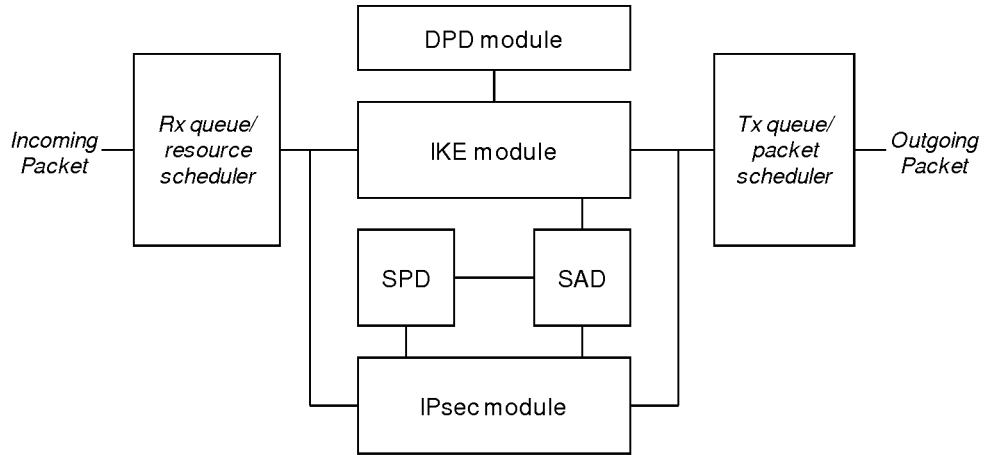 DPD module
Incoming
Packet
Rx queue/
resource
scheduler
IKE module
Tx queue/
packet
scheduler
Outgoing
Packet
SPD
SAD
IPsec module